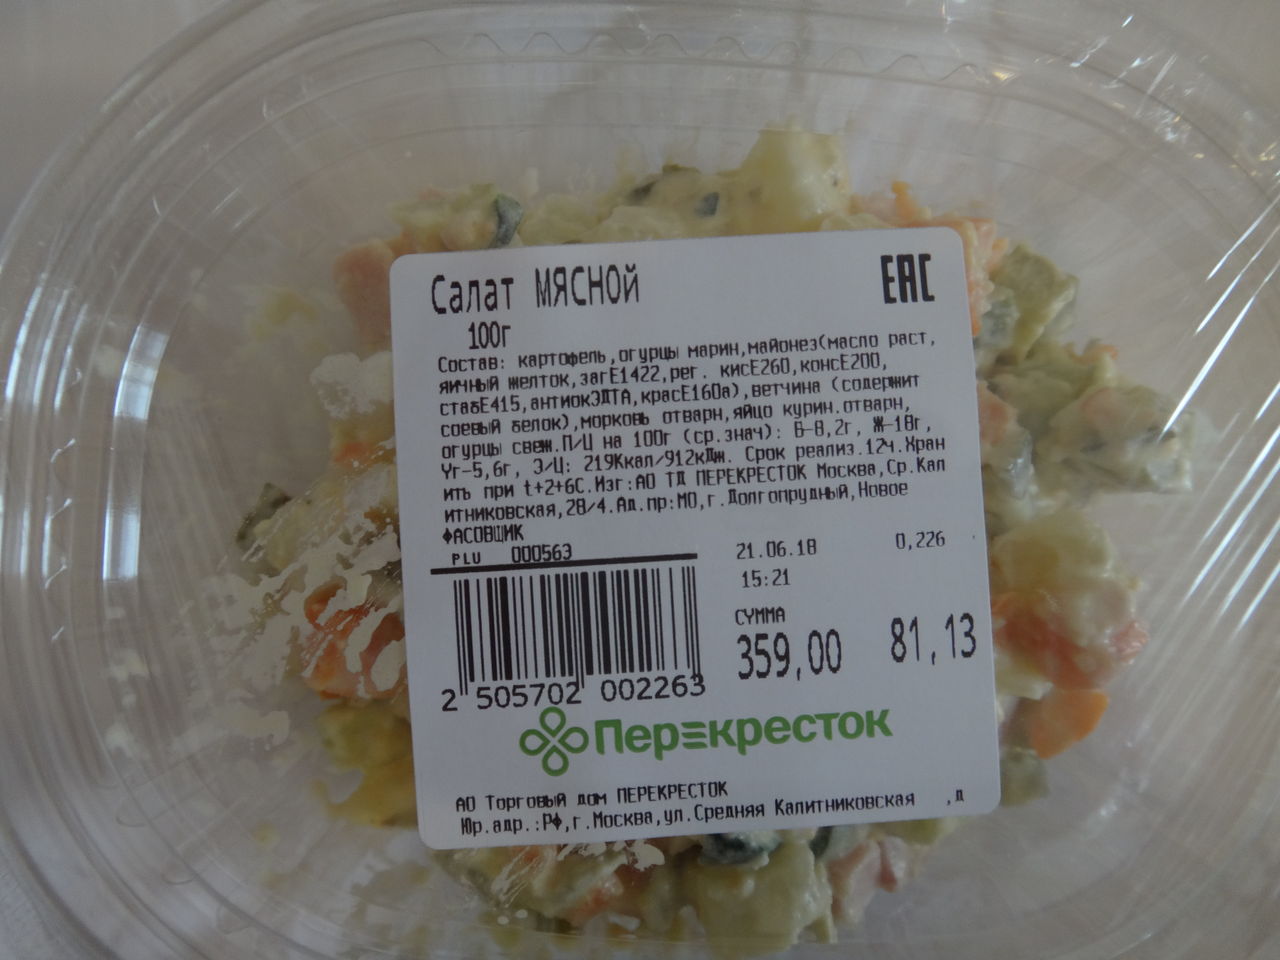 Салат МЯСНОЙ
EAC
100г
Состав: картофель,огурцы марин,майонез(масло раст,
яичный желток,загЕ1422,рег. кисЕ260,консЕ200,
стабЕ415,антиокЭДТА,красЕ160а),ветчина (содержит
соевый белок),морковь отварн,яйцо курин.отварн,
огурцы свеж.П/Ц на 100г (ср.знач): Б-8,2г, Ж-18г,
Уг-5,6г, Э/Ц: 219Ккал/912кДж. Срок реализ.12ч.Хран
ить при t+2+6С.Изг:АО ТД ПЕРЕКРЕСТОК Москва,Ср.Кал
итниковская,28/4.Ад.пр:МО,г.Долгопрудный,Новое
ФАСОВЩИК
PLU 000563
21.06.18 0,226
15:21
СУММА
359,00 81,13
2 505702 002263
Перекресток
АО Торговый дом ПЕРЕКРЕСТОК
Юр.адр.:РФ,г.Москва,ул.Средняя Калитниковская ,д